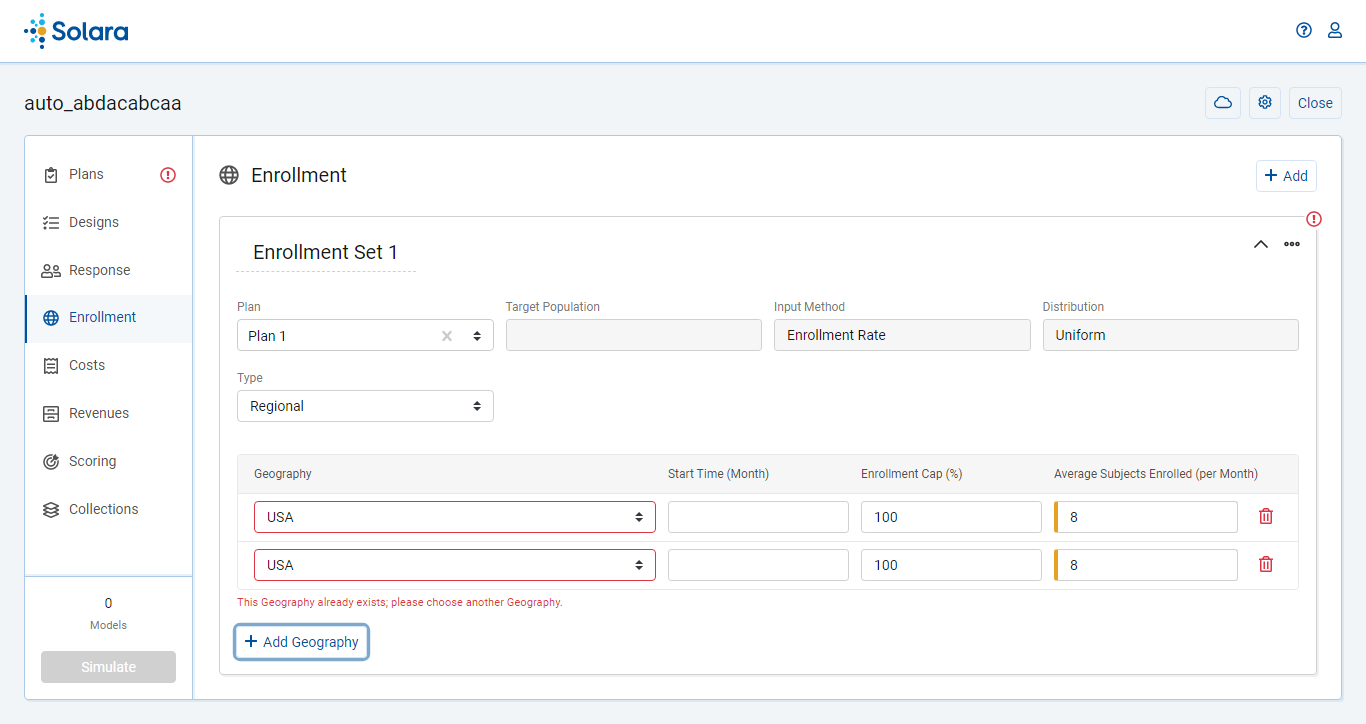 Solara
auto_abdacabcaa
Close
Plans
Designs
Response
Enrollment
Costs
Revenues
Scoring
Collections
0
Models
Simulate
Enrollment
Add
Enrollment Set 1
Plan
Target Population
Input Method
Distribution
Plan 1
Enrollment Rate
Uniform
Type
Regional
Geography
Start Time (Month)
Enrollment Cap (%)
Average Subjects Enrolled (per Month)
USA
100
8
USA
100
8
This Geography already exists; please choose another Geography.
Add Geography